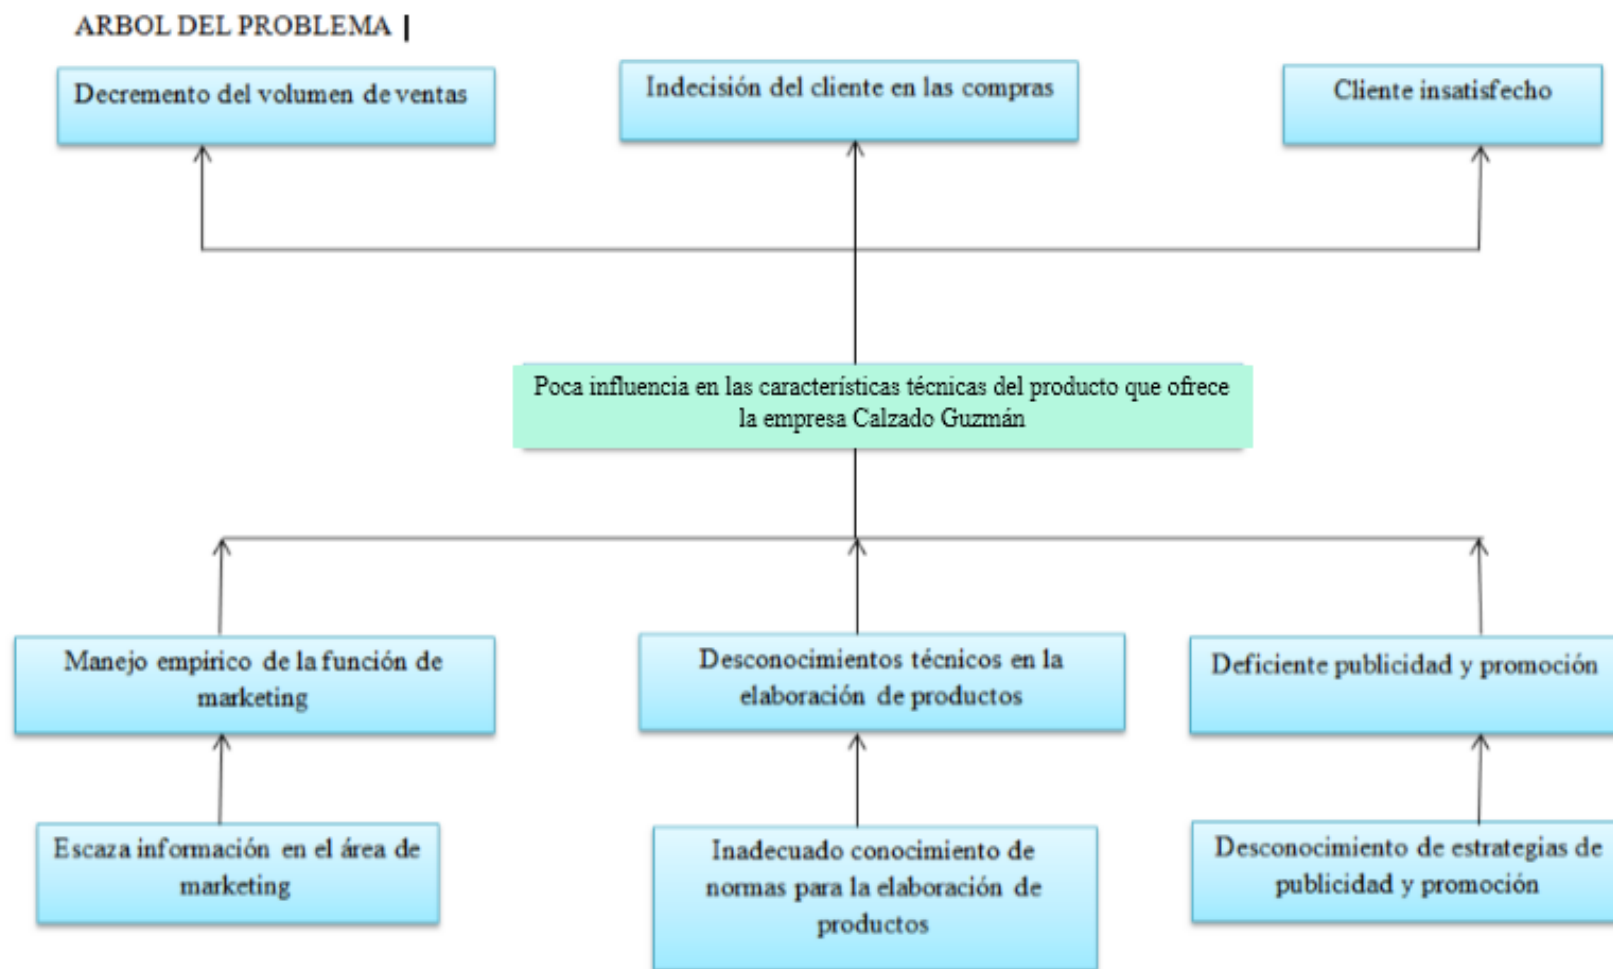 ARBOL DEL PROBLEMA
Decremento del volumen de ventas
Indecisión del cliente en las compras
Cliente insatisfecho
Poca influencia en las características técnicas del producto que ofrece
la empresa Calzado Guzmán
Manejo empírico de la función de
marketing
Desconocimientos técnicos en la
elaboración de productos
Deficiente publicidad y promoción
Escaza información en el área de
marketing
Inadecuado conocimiento de
normas para la elaboración de
productos
Desconocimiento de estrategias de
publicidad y promoción